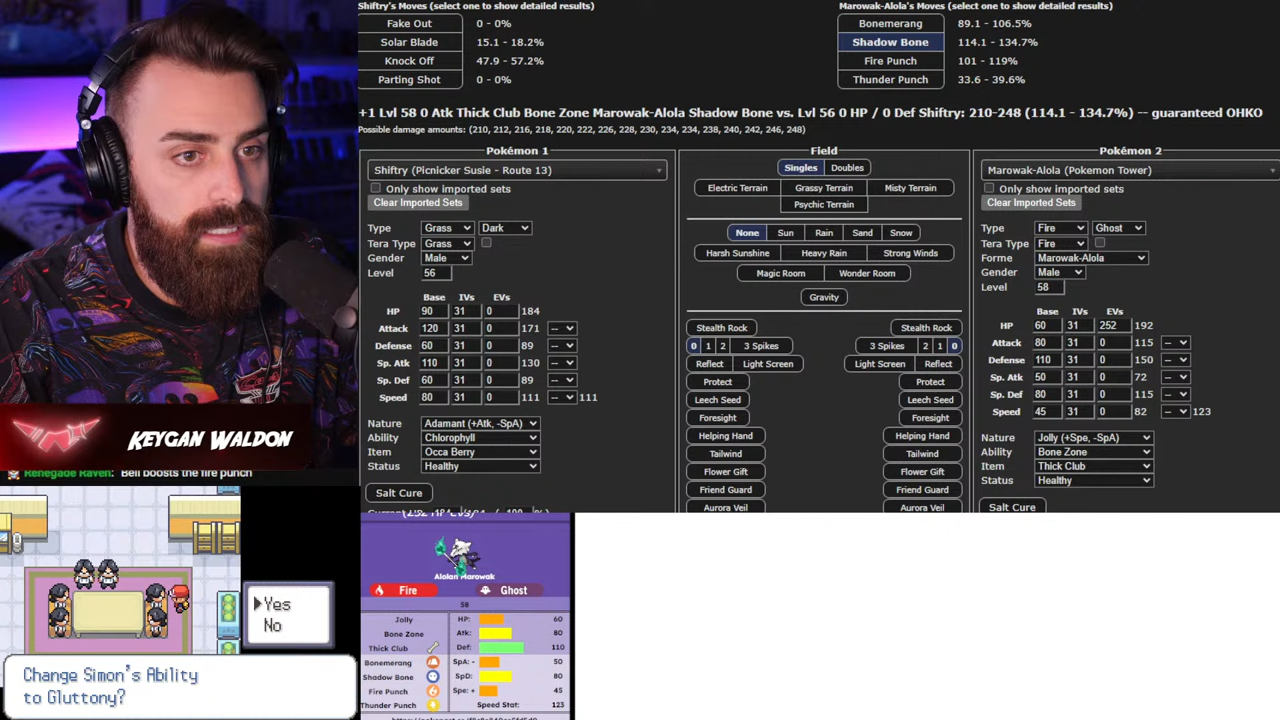 Shiftry's Moves (select one to show detailed results)
Fake Out 0 - 0%
Solar Blade 15.1 - 18.2%
Knock Off 47.9 - 57.2%
Parting Shot 0 - 0%
Marowak-Alola's Moves (select one to show detailed results)
Bonemerang 89.1 - 106.5%
Shadow Bone 114.1 - 134.7%
Fire Punch 101 - 119%
Thunder Punch 33.6 - 39.6%
+1 Lvl 58 0 Atk Thick Club Bone Zone Marowak-Alola Shadow Bone vs. Lvl 56 0 HP / 0 Def Shiftry: 210-248 (114.1 - 134.7%) -- guaranteed OHKO
Possible damage amounts: (210, 212, 216, 218, 220, 222, 226, 228, 230, 234, 234, 238, 240, 242, 246, 248)
Pokémon 1
Shiftry (Picnicker Susie - Route 13)
Only show imported sets
Clear Imported Sets
Type Grass Dark
Tera Type Grass
Gender Male
Level 56
Base IVs EVs
HP 90 31 0 184
Attack 120 31 0 171 --
Defense 60 31 0 89 --
Sp. Atk 110 31 0 130 --
Sp. Def 60 31 0 89 --
Speed 80 31 0 111 -- 111
Nature Adamant (+Atk, -SpA)
Ability Chlorophyll
Item Occa Berry
Status Healthy
Salt Cure
Field
Singles Doubles
Electric Terrain Grassy Terrain Misty Terrain
Psychic Terrain
None Sun Rain Sand Snow
Harsh Sunshine Heavy Rain Strong Winds
Magic Room Wonder Room
Gravity
Stealth Rock Stealth Rock
0 1 2 3 Spikes 3 Spikes 2 1 0
Reflect Light Screen Light Screen Reflect
Protect Protect
Leech Seed Leech Seed
Foresight Foresight
Helping Hand Helping Hand
Tailwind Tailwind
Flower Gift Flower Gift
Friend Guard Friend Guard
Aurora Veil Aurora Veil
Pokémon 2
Marowak-Alola (Pokemon Tower)
Only show imported sets
Clear Imported Sets
Type Fire Ghost
Tera Type Fire
Forme Marowak-Alola
Gender Male
Level 58
Base IVs EVs
HP 60 31 252 192
Attack 80 31 0 115 --
Defense 110 31 0 150 --
Sp. Atk 50 31 0 72 --
Sp. Def 80 31 0 115 --
Speed 45 31 0 82 -- 123
Nature Jolly (+Spe, -SpA)
Ability Bone Zone
Item Thick Club
Status Healthy
Salt Cure
KEYGAN WALDON
Renegade Raven: Bell boosts the fire punch
Yes
No
Change Simon's Ability
to Gluttony?
Alolan Marowak
Fire Ghost
58
Jolly HP: 60
Bone Zone Atk: 80
Thick Club Def: 110
Bonemerang SpA: - 50
Shadow Bone SpD: 80
Fire Punch Spe: + 45
Thunder Punch Speed Stat: 123